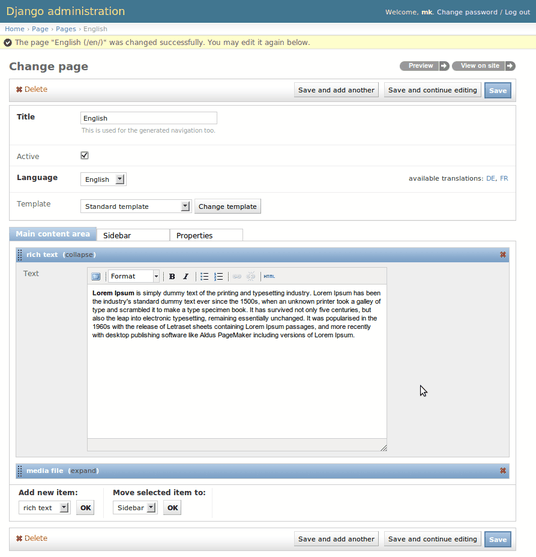 Django administration
Welcome, mk. Change password / Log out
Home › Page › Pages › English
The page "English (/en/)" was changed successfully. You may edit it again below.
Change page
Preview
View on site
Delete
Save and add another
Save and continue editing
Save
Title
English
This is used for the generated navigation too.
Active
Language
English
available translations: DE, FR
Template
Standard template
Change template
Main content area
Sidebar
Properties
rich text (collapse)
Text
Format
B I
HTML
Lorem Ipsum is simply dummy text of the printing and typesetting industry. Lorem Ipsum has been
the industry's standard dummy text ever since the 1500s, when an unknown printer took a galley of
type and scrambled it to make a type specimen book. It has survived not only five centuries, but
also the leap into electronic typesetting, remaining essentially unchanged. It was popularised in the
1960s with the release of Letraset sheets containing Lorem Ipsum passages, and more recently
with desktop publishing software like Aldus PageMaker including versions of Lorem Ipsum.
media file (expand)
Add new item:
Move selected item to:
rich text
OK
Sidebar
OK
Delete
Save and add another
Save and continue editing
Save